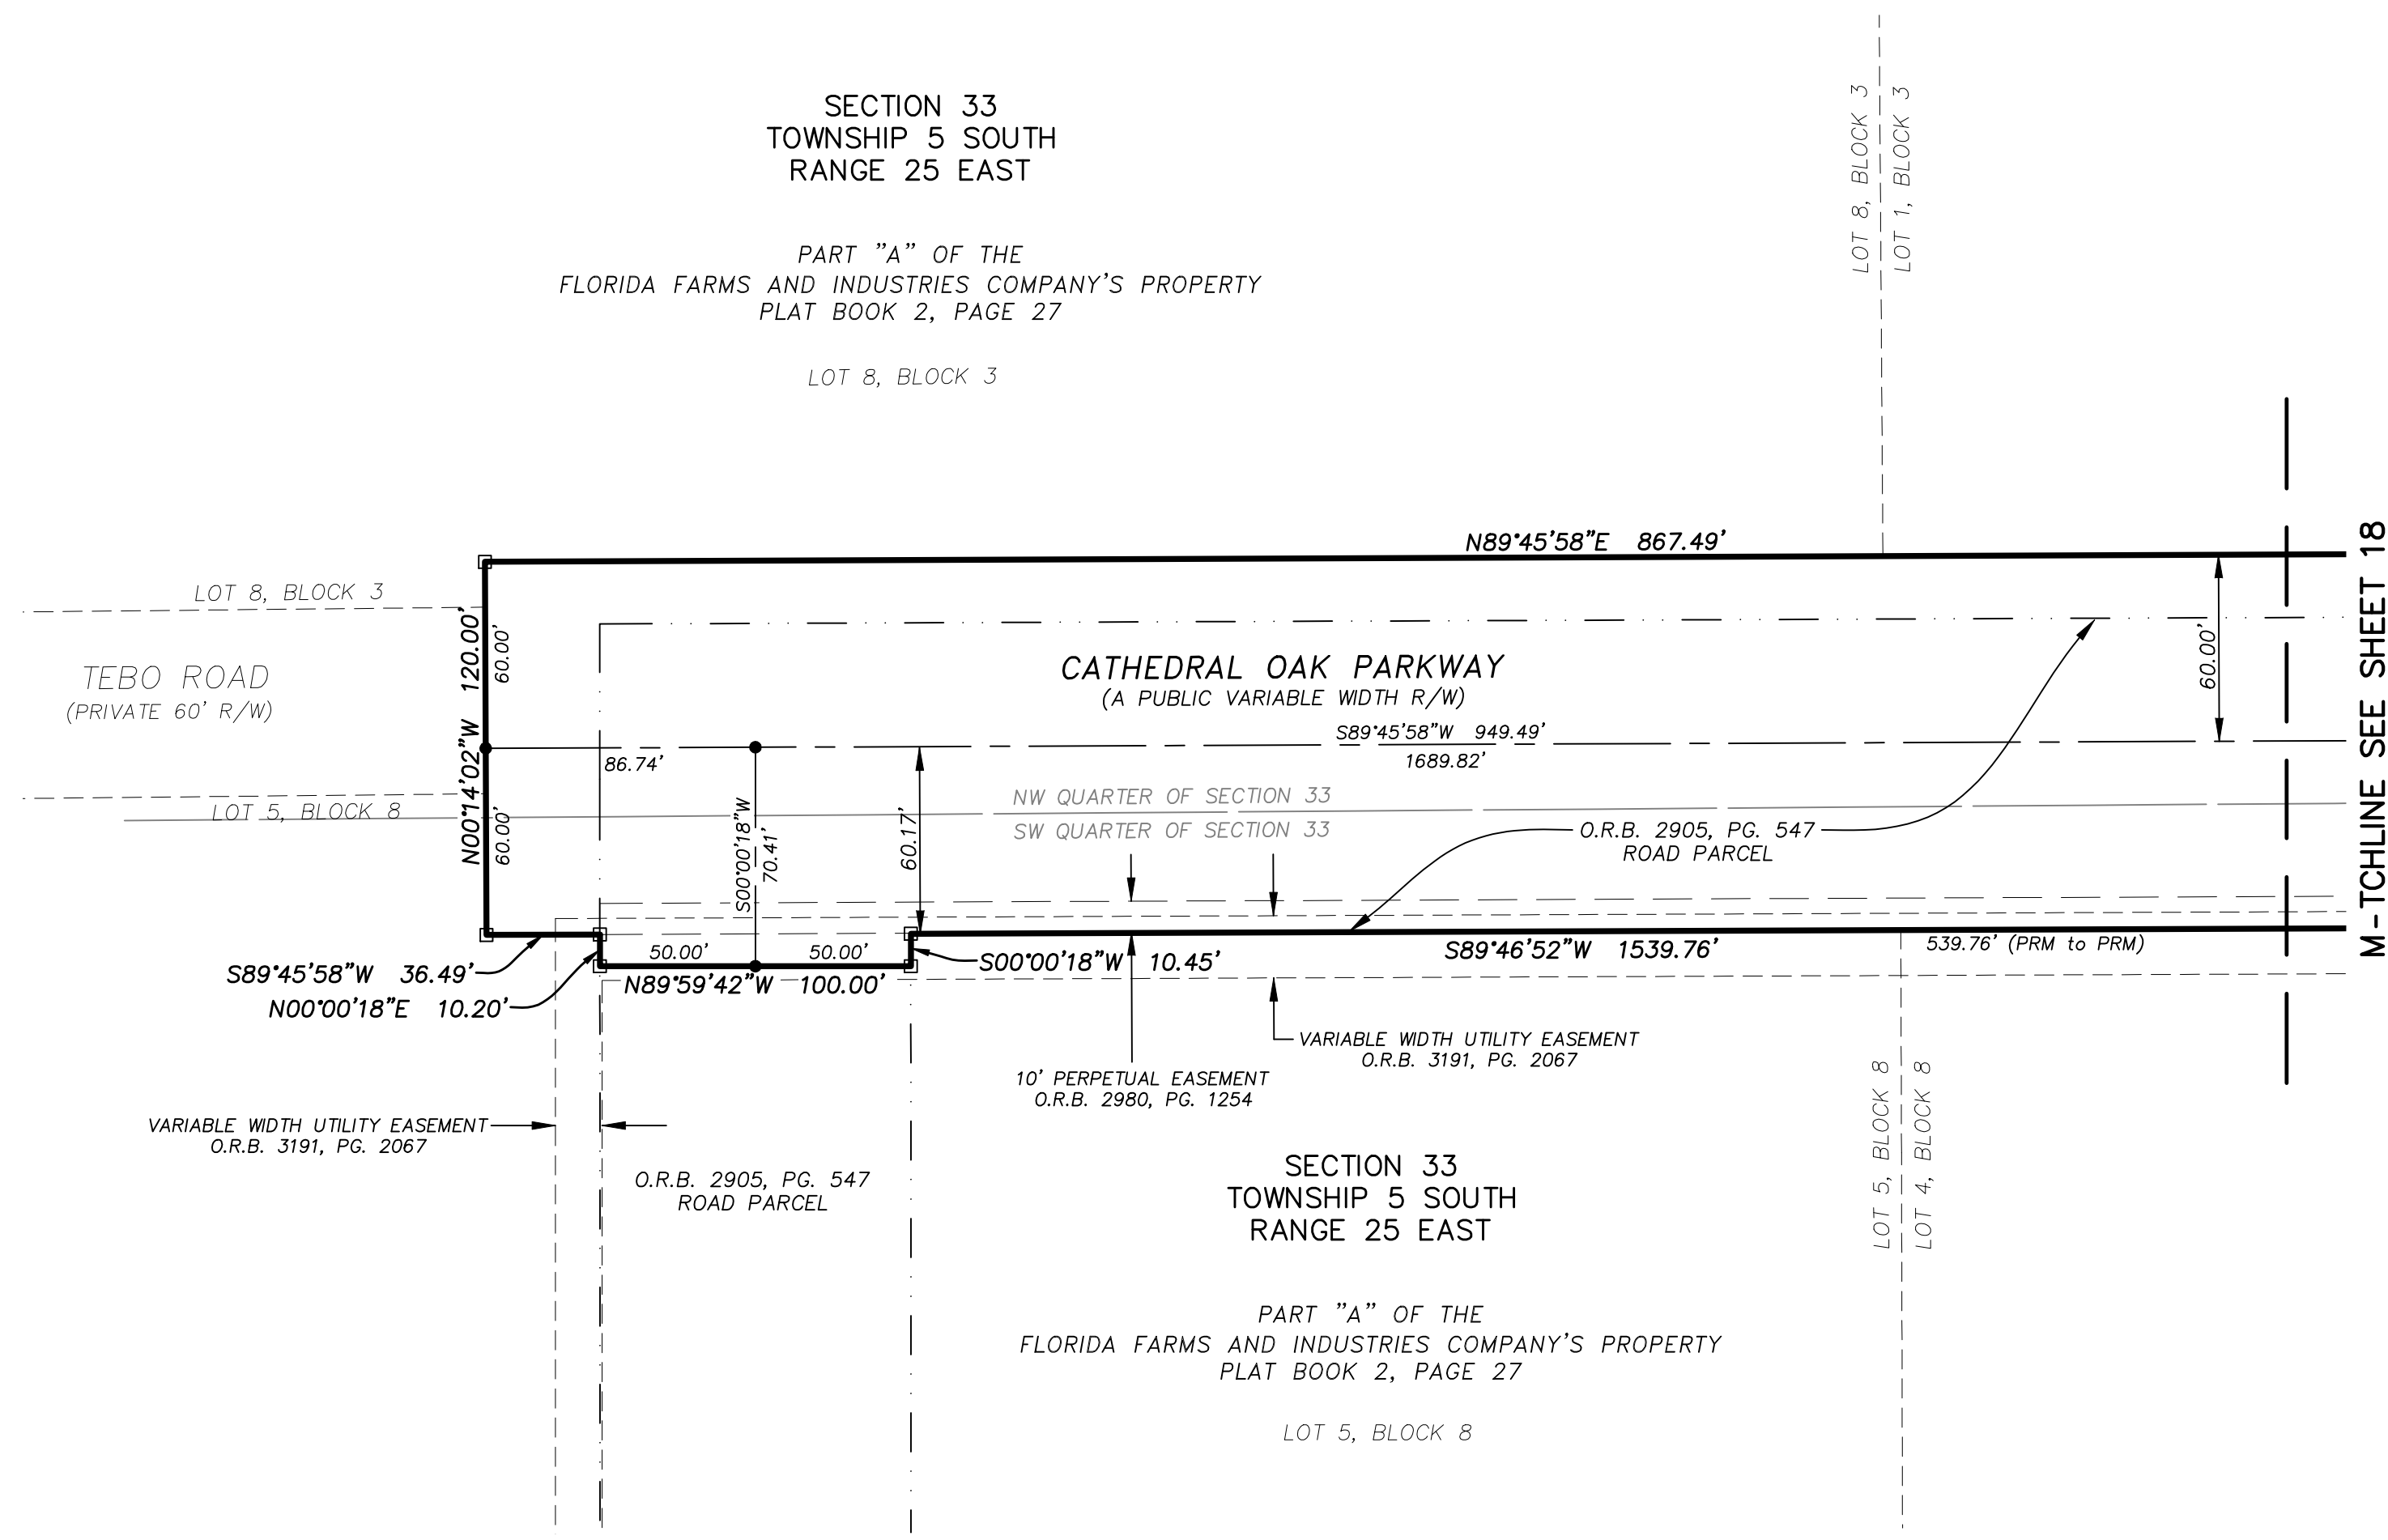 SECTION 33
TOWNSHIP 5 SOUTH
RANGE 25 EAST
PART "A" OF THE
FLORIDA FARMS AND INDUSTRIES COMPANY'S PROPERTY
PLAT BOOK 2, PAGE 27
LOT 8, BLOCK 3
LOT 8, BLOCK 3
LOT 1, BLOCK 3
N89°45'58"E 867.49'
LOT 8, BLOCK 3
TEBO ROAD
(PRIVATE 60' R/W)
LOT 5, BLOCK 8
N00°14'02"W 120.00'
60.00'
60.00'
CATHEDRAL OAK PARKWAY
(A PUBLIC VARIABLE WIDTH R/W)
S89°45'58"W 949.49'
1689.82'
86.74'
60.00'
M-TCHLINE SEE SHEET 18
NW QUARTER OF SECTION 33
SW QUARTER OF SECTION 33
S00°00'18"W
70.41'
60.17'
O.R.B. 2905, PG. 547
ROAD PARCEL
50.00'
50.00'
S89°45'58"W 36.49'
N00°00'18"E 10.20'
N89°59'42"W 100.00'
S00°00'18"W 10.45'
S89°46'52"W 1539.76'
539.76' (PRM to PRM)
VARIABLE WIDTH UTILITY EASEMENT
O.R.B. 3191, PG. 2067
10' PERPETUAL EASEMENT
O.R.B. 2980, PG. 1254
VARIABLE WIDTH UTILITY EASEMENT
O.R.B. 3191, PG. 2067
O.R.B. 2905, PG. 547
ROAD PARCEL
SECTION 33
TOWNSHIP 5 SOUTH
RANGE 25 EAST
LOT 5, BLOCK 8
LOT 4, BLOCK 8
PART "A" OF THE
FLORIDA FARMS AND INDUSTRIES COMPANY'S PROPERTY
PLAT BOOK 2, PAGE 27
LOT 5, BLOCK 8